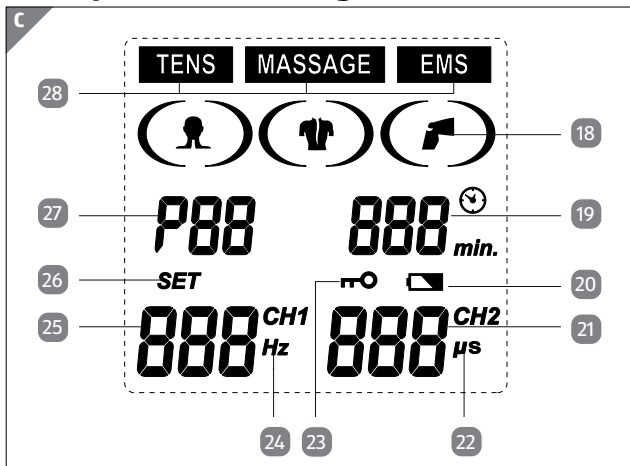 C
TENS MASSAGE EMS
28
18
27 P88 888 19
min.
26 SET 20
25 888 CH1 888 CH2 21
Hz µs
24 23 22